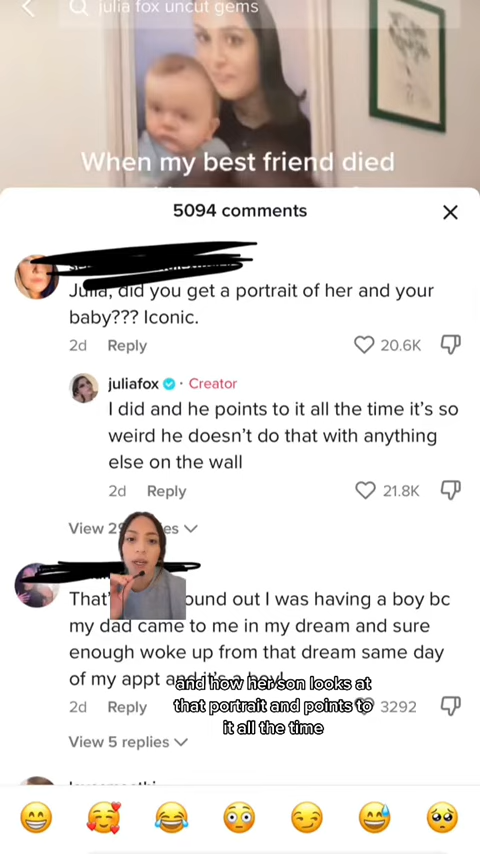 julia fox uncut gems
When my best friend died
5094 comments
Julia, did you get a portrait of her and your
baby??? Iconic.
2d Reply 20.6K
juliafox · Creator
I did and he points to it all the time it's so
weird he doesn't do that with anything
else on the wall
2d Reply 21.8K
View
That' ound out I was having a boy bc
my dad came to me in my dream and sure
enough woke up from that dream same day
of my appt and it's a boy!
and how her son looks at
that portrait and points to
it all the time
2d Reply 3292
View 5 replies